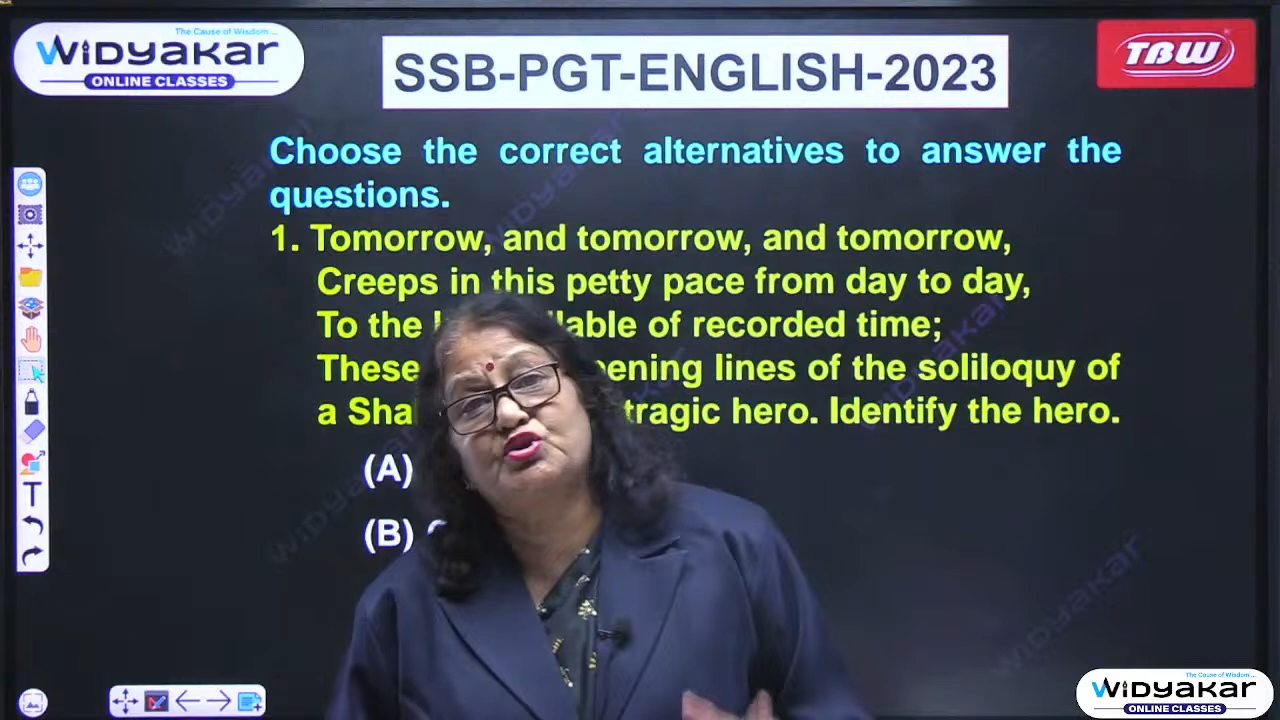 The Cause of Wisdom...
WiDYAKAR
ONLINE CLASSES
SSB-PGT-ENGLISH-2023
TBW
Choose the correct alternatives to answer the
questions.
1. Tomorrow, and tomorrow, and tomorrow,
Creeps in this petty pace from day to day,
To the of recorded time;
These lines of the soliloquy of
a tragic hero. Identify the hero.
(A)
(B)
T
The Cause of Wisdom...
WiDYAKAR
ONLINE CLASSES